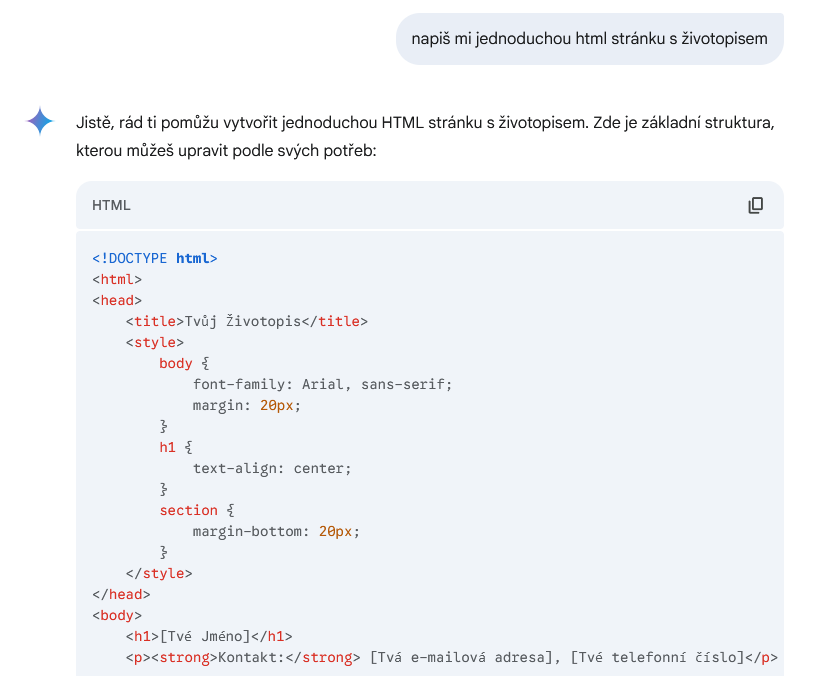 napiš mi jednoduchou html stránku s životopisem
Jistě, rád ti pomůžu vytvořit jednoduchou HTML stránku s životopisem. Zde je základní struktura,
kterou můžeš upravit podle svých potřeb:
HTML
<!DOCTYPE html>
<html>
<head>
    <title>Tvůj Životopis</title>
    <style>
        body {
            font-family: Arial, sans-serif;
            margin: 20px;
        }
        h1 {
            text-align: center;
        }
        section {
            margin-bottom: 20px;
        }
    </style>
</head>
<body>
    <h1>[Tvé Jméno]</h1>
    <p><strong>Kontakt:</strong> [Tvá e-mailová adresa], [Tvé telefonní číslo]</p>